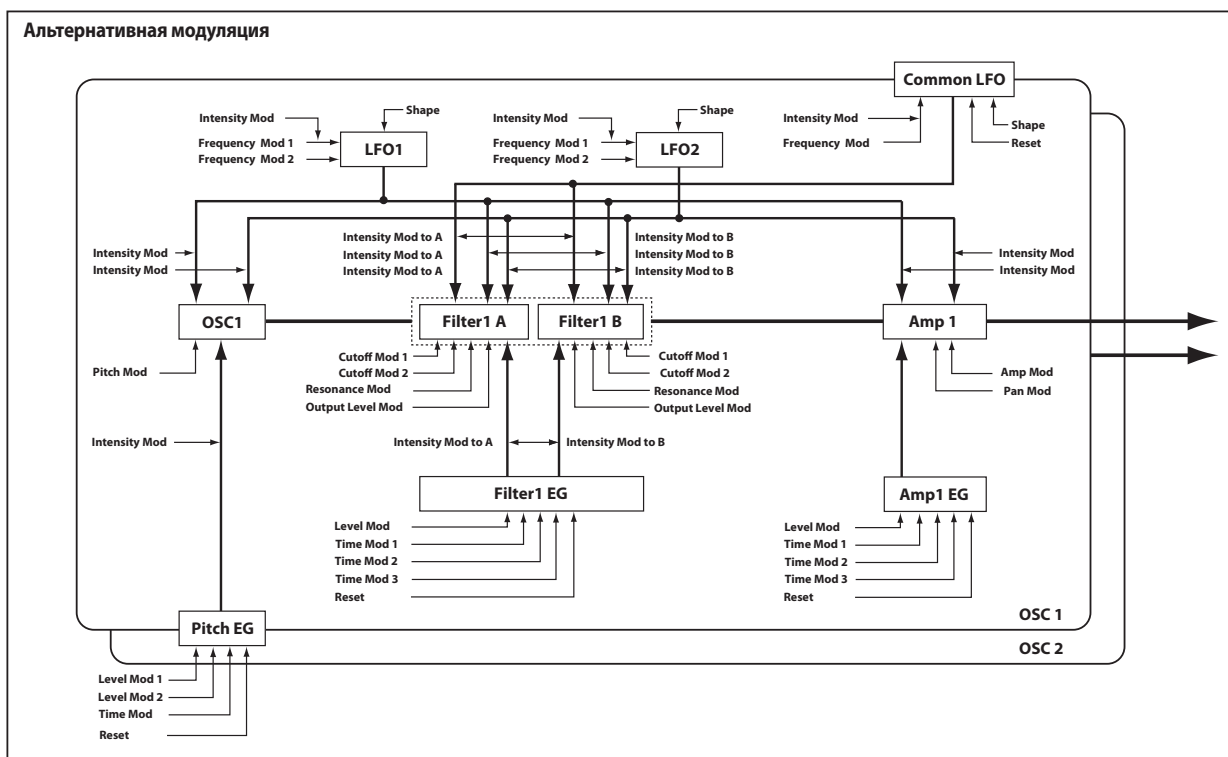 Альтернативная модуляция
Common LFO
Intensity Mod
Frequency Mod
Shape
Reset
Intensity Mod
Shape
Frequency Mod 1
Frequency Mod 2
LFO1
Intensity Mod
Shape
Frequency Mod 1
Frequency Mod 2
LFO2
Intensity Mod
Intensity Mod
Intensity Mod to A
Intensity Mod to A
Intensity Mod to A
Intensity Mod to B
Intensity Mod to B
Intensity Mod to B
Intensity Mod
Intensity Mod
OSC1
Filter1 A
Filter1 B
Amp 1
Pitch Mod
Cutoff Mod 1
Cutoff Mod 2
Resonance Mod
Output Level Mod
Cutoff Mod 1
Cutoff Mod 2
Resonance Mod
Output Level Mod
Amp Mod
Pan Mod
Intensity Mod
Intensity Mod to A
Intensity Mod to B
Filter1 EG
Level Mod
Time Mod 1
Time Mod 2
Time Mod 3
Reset
Amp1 EG
Level Mod
Time Mod 1
Time Mod 2
Time Mod 3
Reset
OSC 1
OSC 2
Pitch EG
Level Mod 1
Level Mod 2
Time Mod
Reset